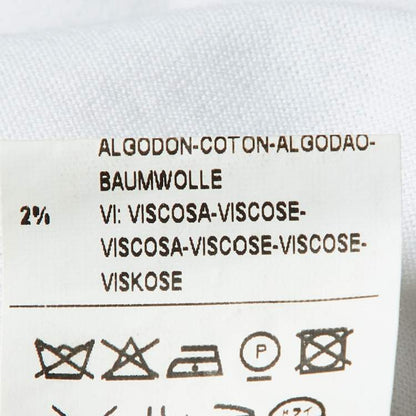 ALGODON-COTON-ALGODAO-
BAUMWOLLE
2% VI: VISCOSA-VISCOSE-
VISCOSA-VISCOSE-VISCOSE-
VISKOSE
P